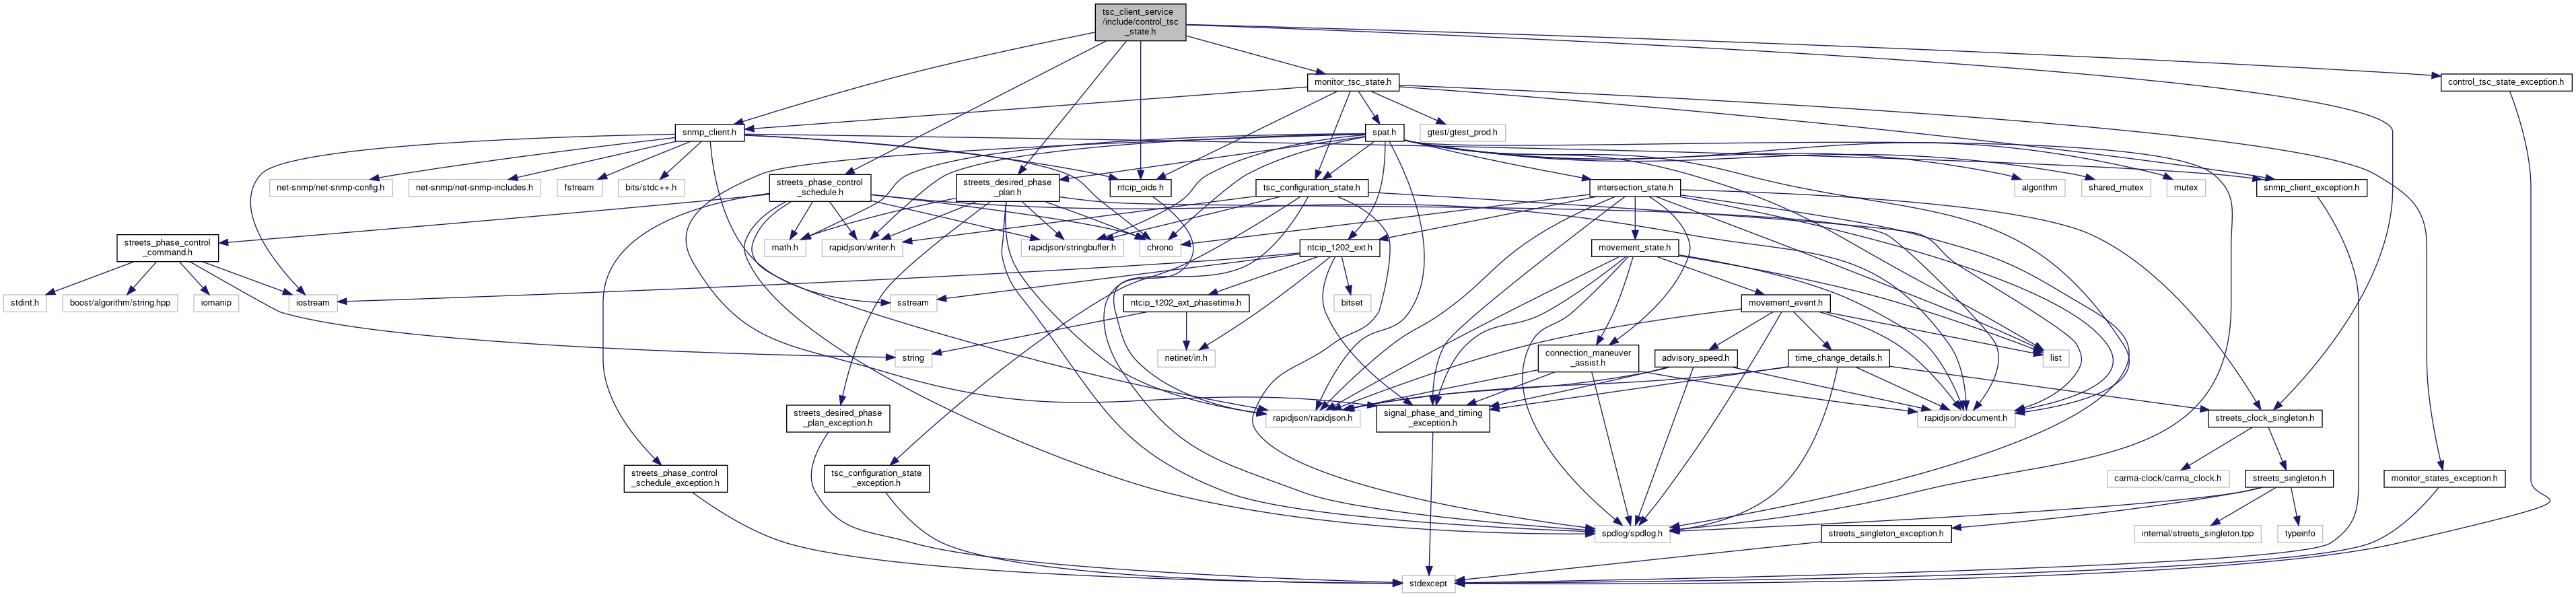 tsc_client_service
/include/control_tsc
_state.h
monitor_tsc_state.h
control_tsc_state_exception.h
snmp_client.h
spat.h
gtest/gtest_prod.h
net-snmp/net-snmp-config.h
net-snmp/net-snmp-includes.h
fstream
bits/stdc++.h
streets_phase_control
_schedule.h
streets_desired_phase
_plan.h
ntcip_oids.h
tsc_configuration_state.h
intersection_state.h
algorithm
shared_mutex
mutex
snmp_client_exception.h
streets_phase_control
_command.h
math.h
rapidjson/writer.h
rapidjson/stringbuffer.h
chrono
ntcip_1202_ext.h
movement_state.h
stdint.h
boost/algorithm/string.hpp
iomanip
iostream
sstream
ntcip_1202_ext_phasetime.h
bitset
movement_event.h
string
netinet/in.h
connection_maneuver
_assist.h
advisory_speed.h
time_change_details.h
list
streets_desired_phase
_plan_exception.h
rapidjson/rapidjson.h
signal_phase_and_timing
_exception.h
rapidjson/document.h
streets_clock_singleton.h
streets_phase_control
_schedule_exception.h
tsc_configuration_state
_exception.h
carma-clock/carma_clock.h
streets_singleton.h
monitor_states_exception.h
spdlog/spdlog.h
streets_singleton_exception.h
internal/streets_singleton.tpp
typeinfo
stdexcept